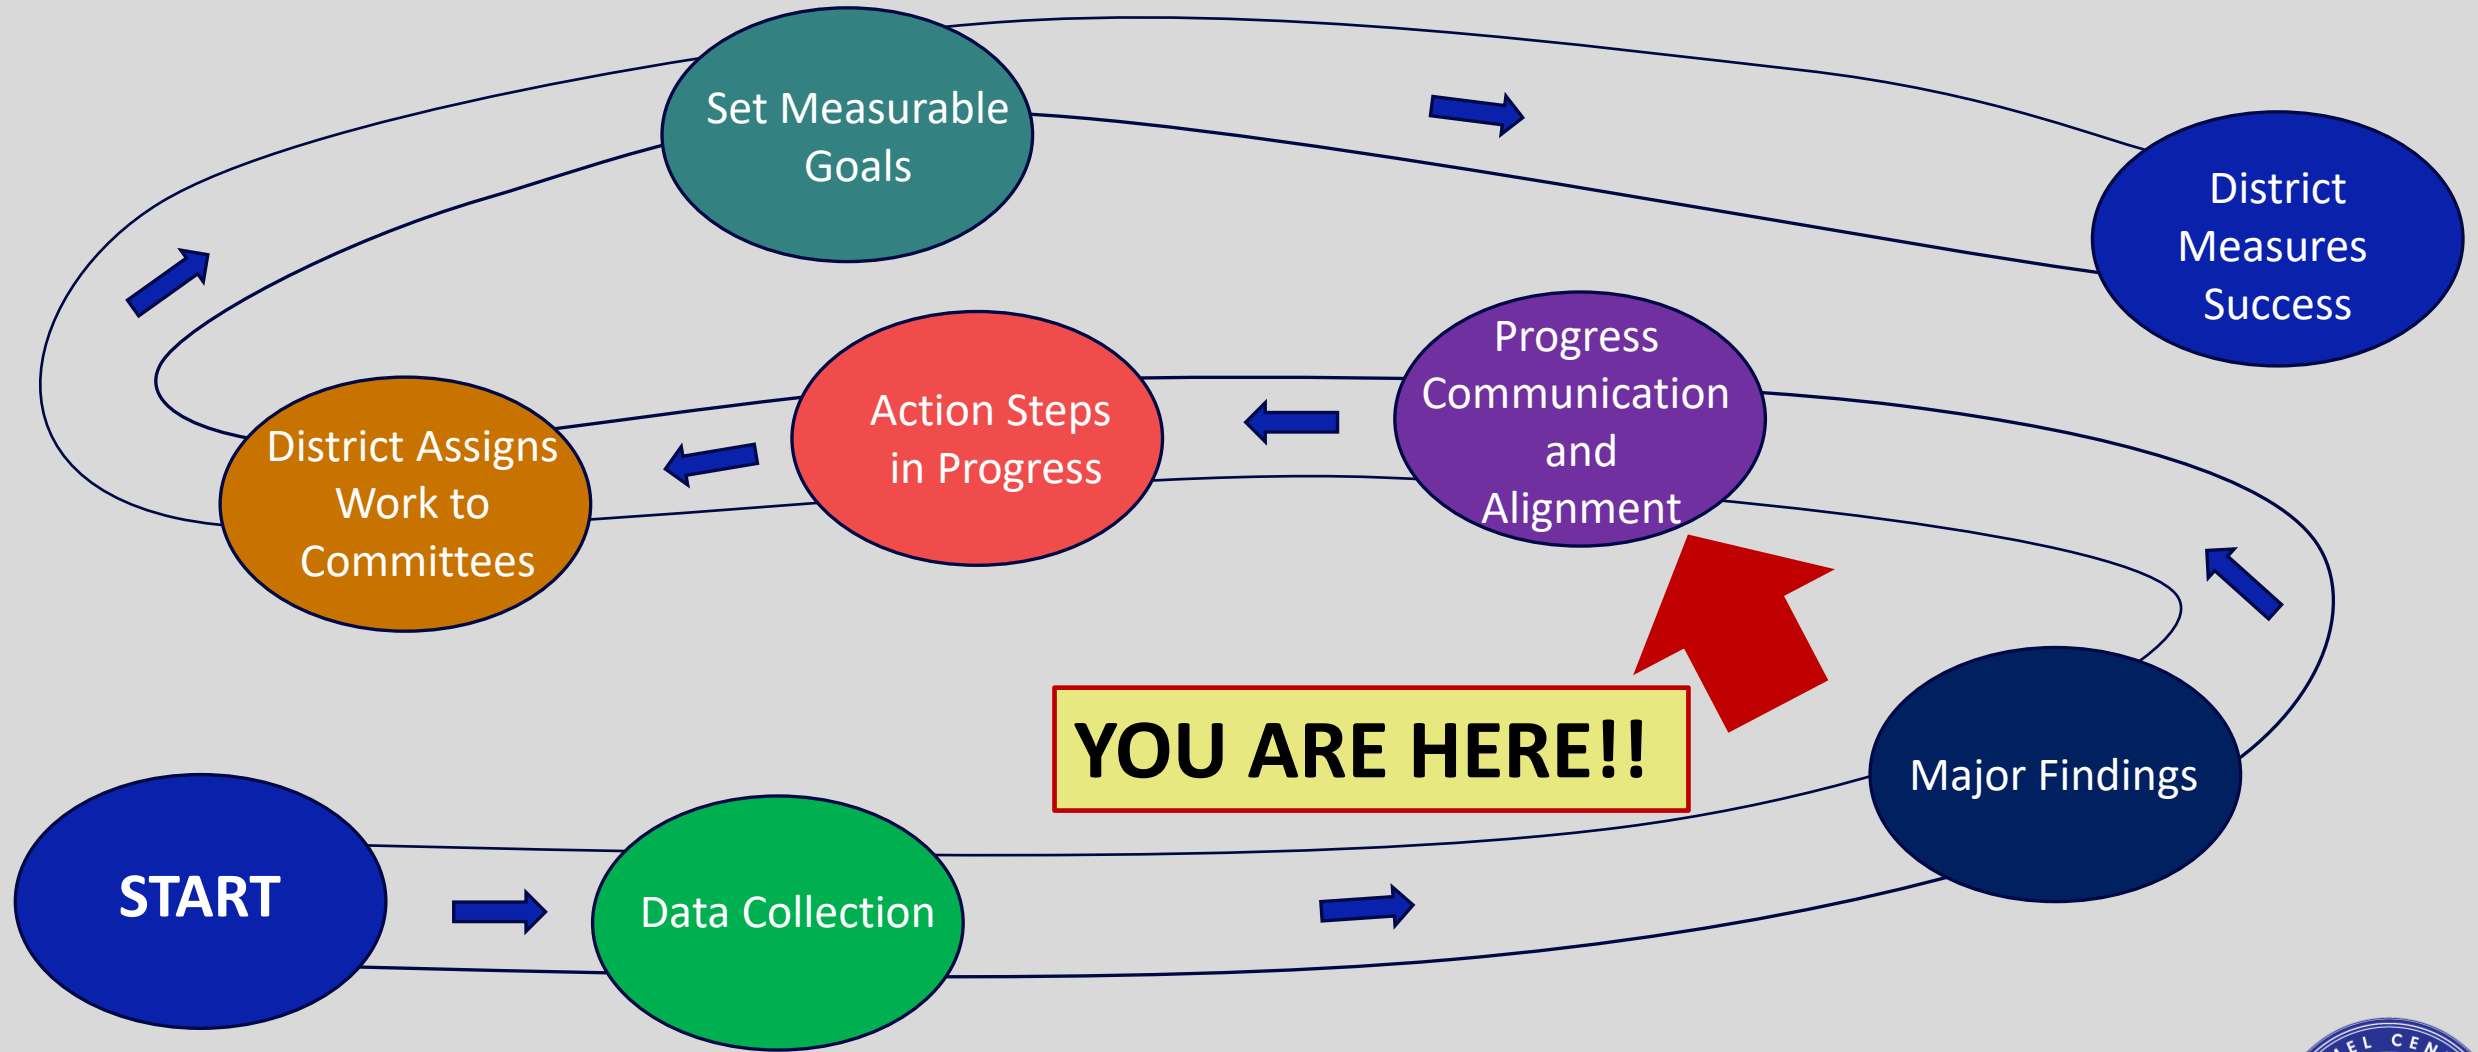 Set Measurable
Goals
District
Measures
Success
Progress
Communication
and
Alignment
Action Steps
in Progress
District Assigns
Work to
Committees
YOU ARE HERE!!
Major Findings
START
Data Collection